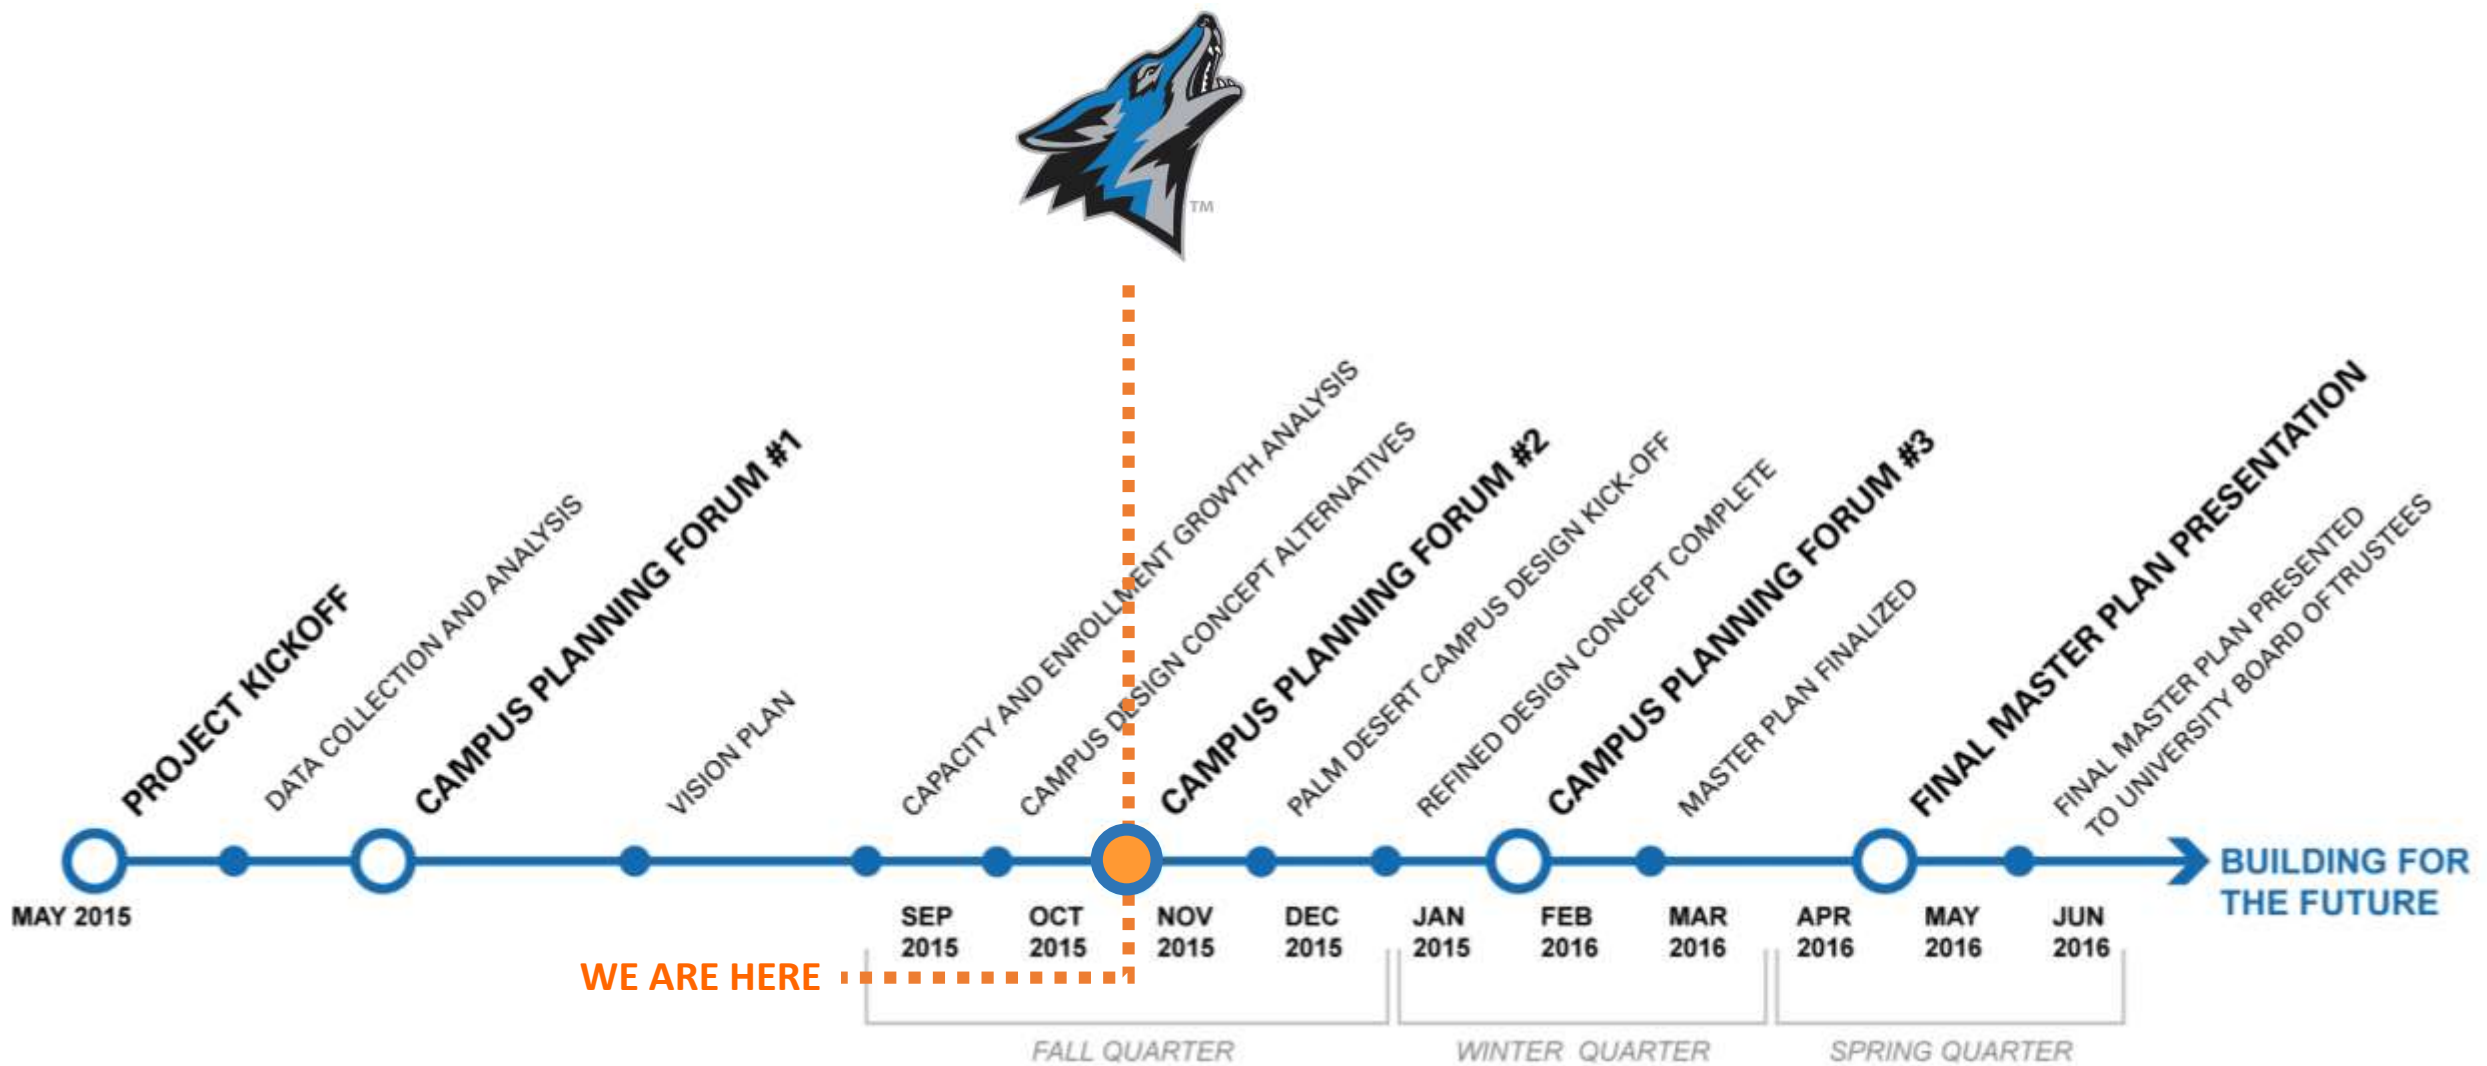 TM
PROJECT KICKOFF
DATA COLLECTION AND ANALYSIS
CAMPUS PLANNING FORUM #1
VISION PLAN
CAPACITY AND ENROLLMENT GROWTH ANALYSIS
CAMPUS DESIGN CONCEPT ALTERNATIVES
CAMPUS PLANNING FORUM #2
PALM DESERT CAMPUS DESIGN KICK-OFF
REFINED DESIGN CONCEPT COMPLETE
CAMPUS PLANNING FORUM #3
MASTER PLAN FINALIZED
FINAL MASTER PLAN PRESENTATION
FINAL MASTER PLAN PRESENTED
TO UNIVERSITY BOARD OF TRUSTEES
BUILDING FOR
THE FUTURE
MAY 2015
SEP
2015
OCT
2015
NOV
2015
DEC
2015
JAN
2015
FEB
2016
MAR
2016
APR
2016
MAY
2016
JUN
2016
WE ARE HERE
FALL QUARTER
WINTER QUARTER
SPRING QUARTER